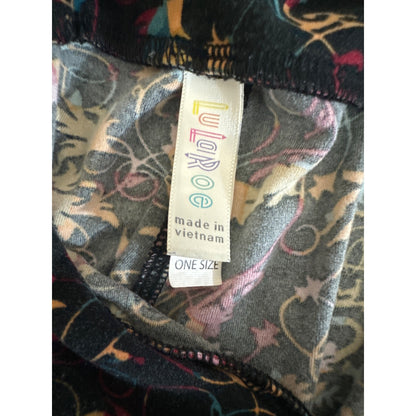 LuLaRoe
made in
vietnam
ONE SIZE